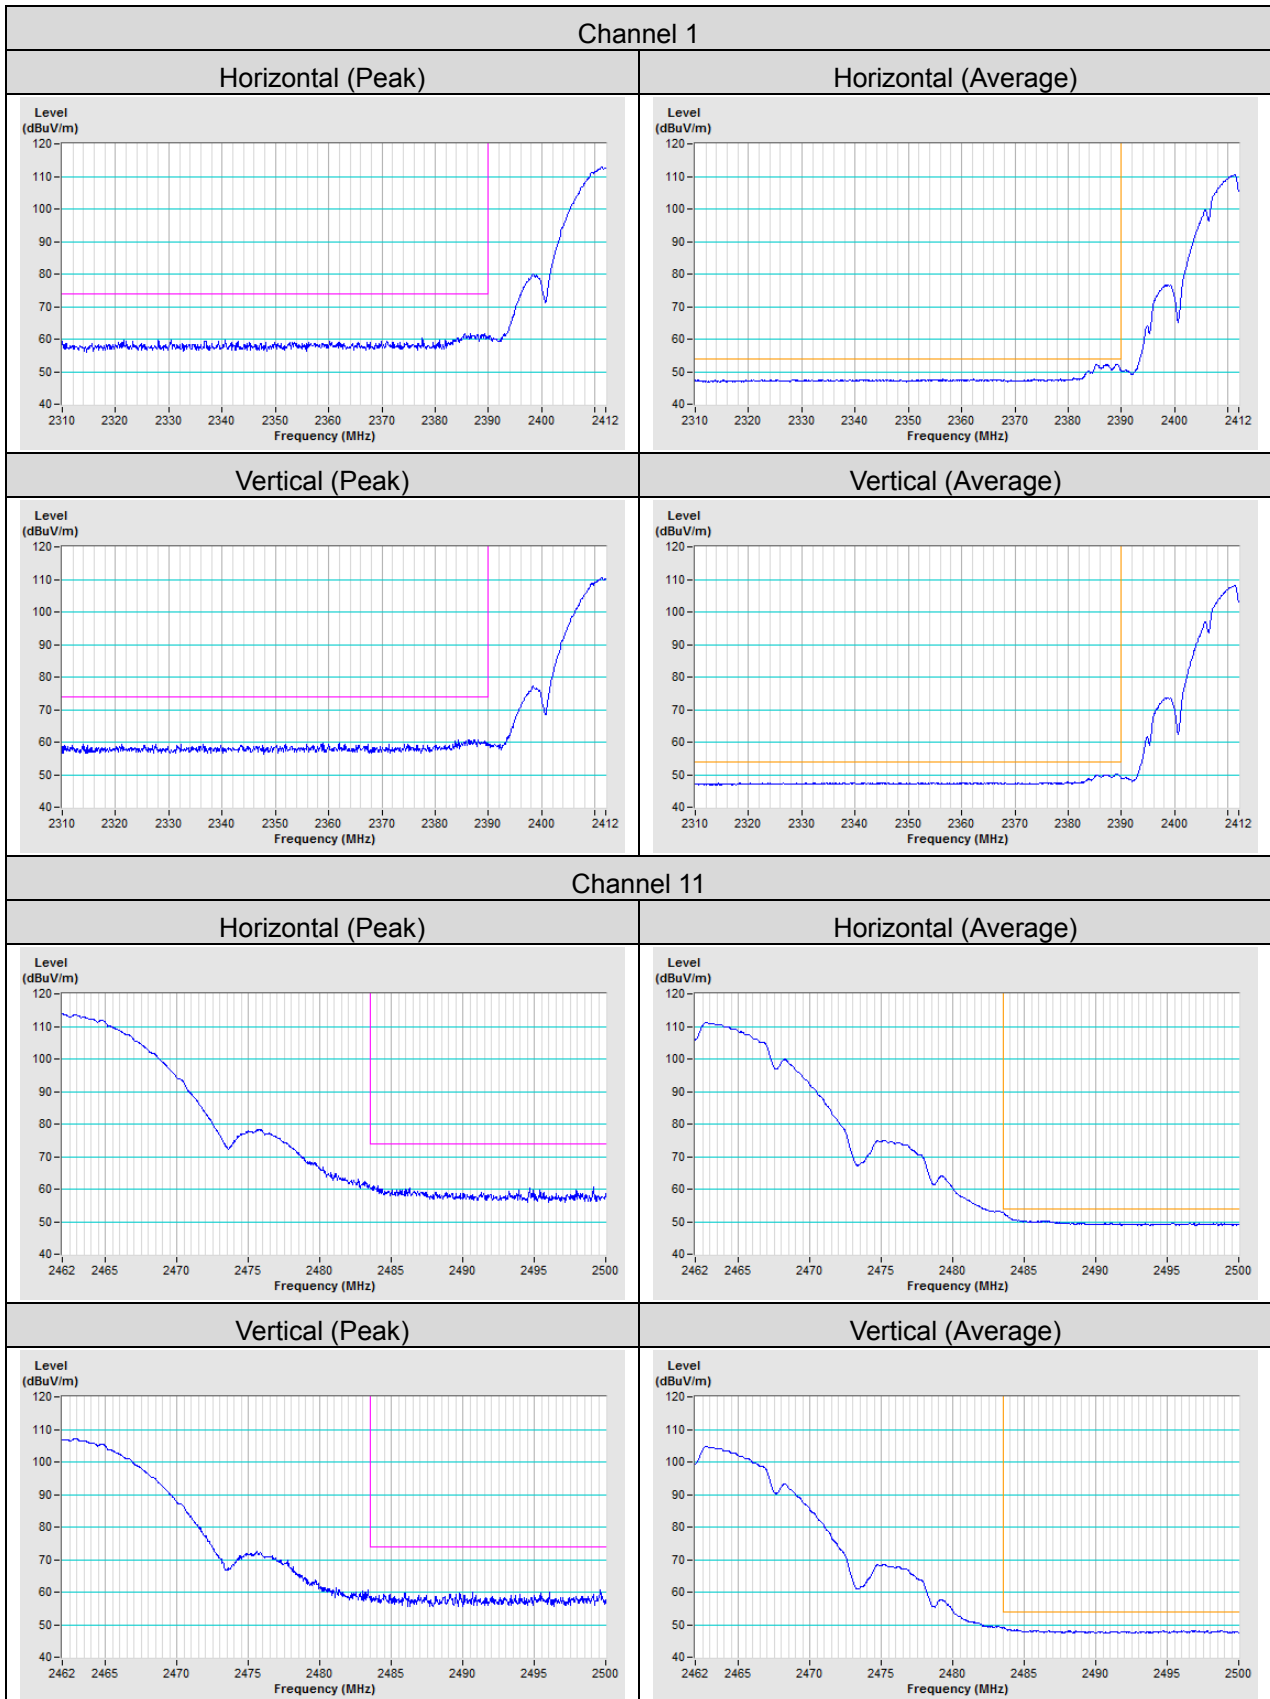 Channel 1
Horizontal (Peak) Horizontal (Average)
Level
(dBuV/m)
120
110
100
90
80
70
60
50
40
2310 2320 2330 2340 2350 2360 2370 2380 2390 2400 2412
Frequency (MHz)
Level
(dBuV/m)
120
110
100
90
80
70
60
50
40
2310 2320 2330 2340 2350 2360 2370 2380 2390 2400 2412
Frequency (MHz)
Vertical (Peak) Vertical (Average)
Level
(dBuV/m)
120
110
100
90
80
70
60
50
40
2310 2320 2330 2340 2350 2360 2370 2380 2390 2400 2412
Frequency (MHz)
Level
(dBuV/m)
120
110
100
90
80
70
60
50
40
2310 2320 2330 2340 2350 2360 2370 2380 2390 2400 2412
Frequency (MHz)
Channel 11
Horizontal (Peak) Horizontal (Average)
Level
(dBuV/m)
120
110
100
90
80
70
60
50
40
2462 2465 2470 2475 2480 2485 2490 2495 2500
Frequency (MHz)
Level
(dBuV/m)
120
110
100
90
80
70
60
50
40
2462 2465 2470 2475 2480 2485 2490 2495 2500
Frequency (MHz)
Vertical (Peak) Vertical (Average)
Level
(dBuV/m)
120
110
100
90
80
70
60
50
40
2462 2465 2470 2475 2480 2485 2490 2495 2500
Frequency (MHz)
Level
(dBuV/m)
120
110
100
90
80
70
60
50
40
2462 2465 2470 2475 2480 2485 2490 2495 2500
Frequency (MHz)